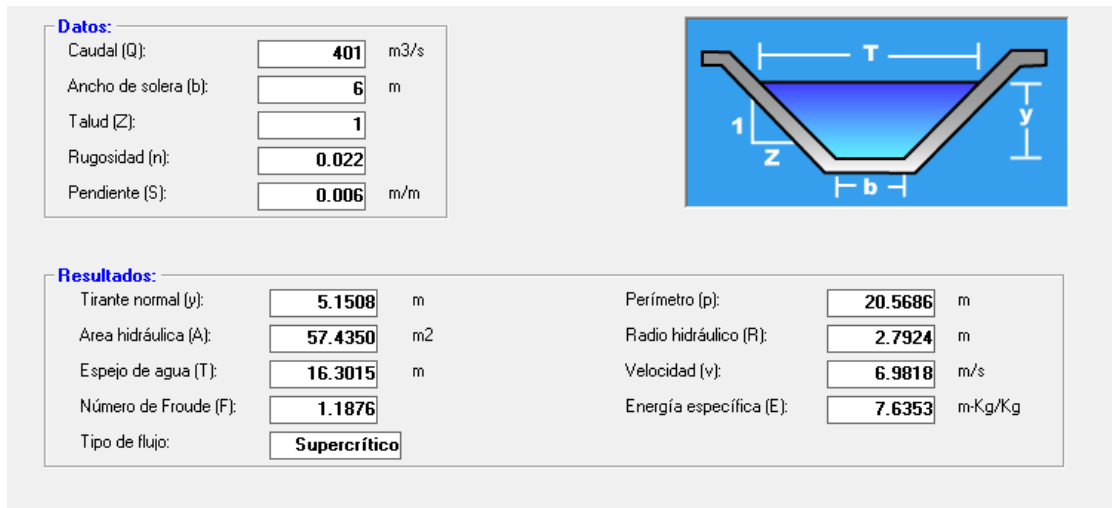 Datos:
Caudal (Q): 401 m3/s
Ancho de solera (b): 6 m
Talud (Z): 1
Rugosidad (n): 0.022
Pendiente (S): 0.006 m/m
T
y
1
Z
b
Resultados:
Tirante normal (y): 5.1508 m Perímetro (p): 20.5686 m
Area hidráulica (A): 57.4350 m2 Radio hidráulico (R): 2.7924 m
Espejo de agua (T): 16.3015 m Velocidad (v): 6.9818 m/s
Número de Froude (F): 1.1876 Energía específica (E): 7.6353 m-Kg/Kg
Tipo de flujo: Supercrítico